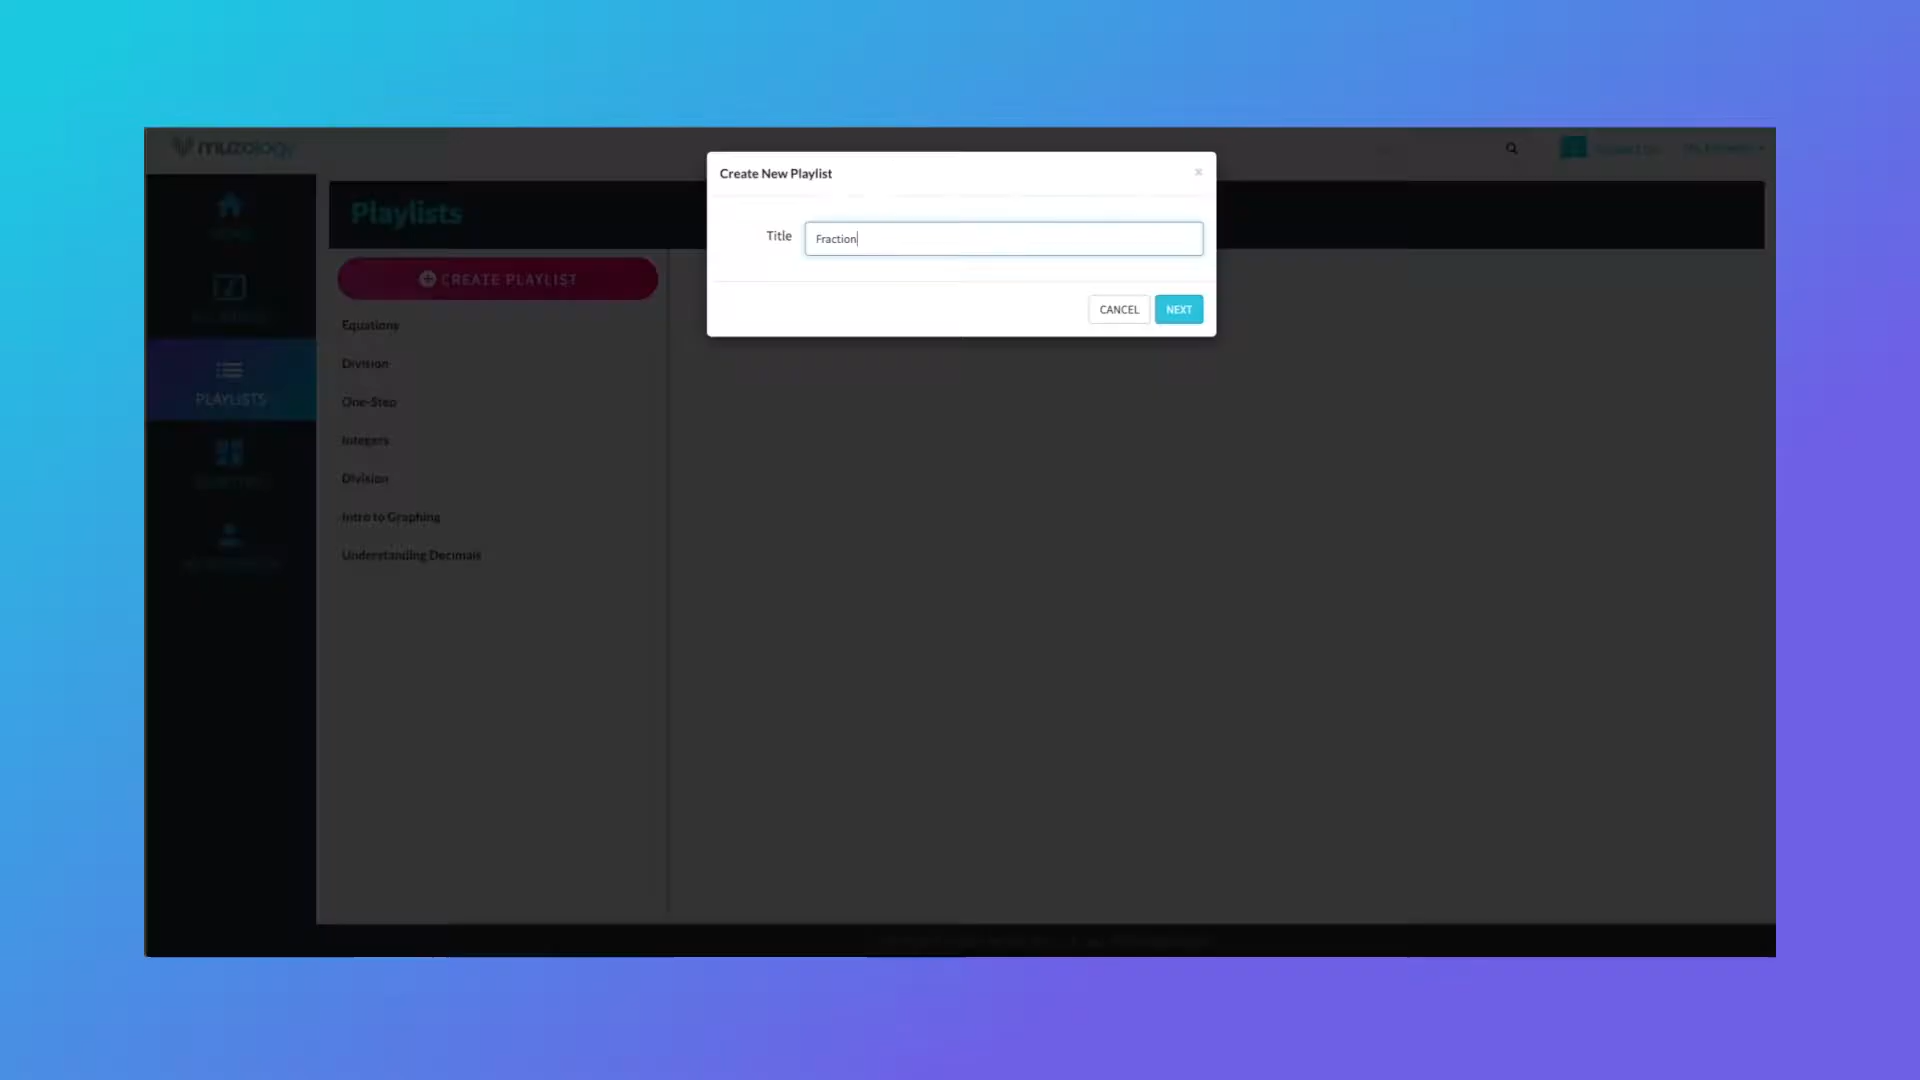 muzology
Create New Playlist
×
Playlists
Title
Fraction
CREATE PLAYLIST
CANCEL
NEXT
Equations
Division
One-Step
PLAYLISTS
Integers
Division
Intro to Graphing
Understanding Decimals